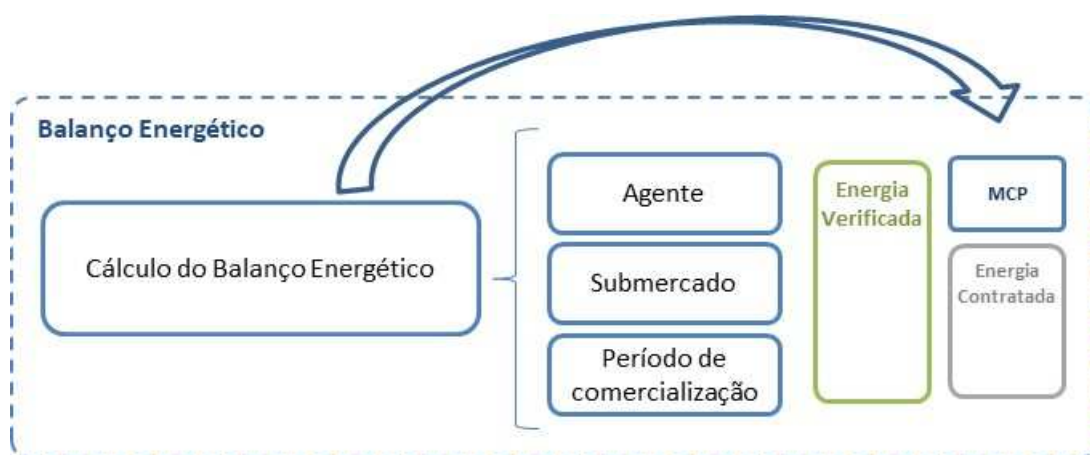 Balanço Energético
Cálculo do Balanço Energético
Agente
Submercado
Período de
comercialização
Energia
Verificada
MCP
Energia
Contratada